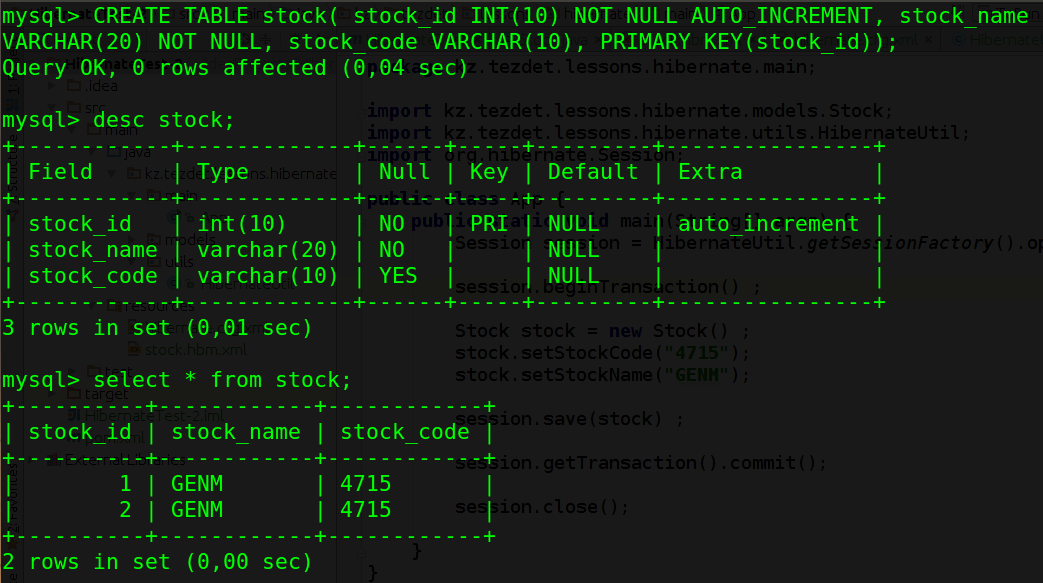 mysql> CREATE TABLE stock( stock_id INT(10) NOT NULL AUTO_INCREMENT, stock_name
VARCHAR(20) NOT NULL, stock_code VARCHAR(10), PRIMARY KEY(stock_id));
Query OK, 0 rows affected (0,04 sec)
mysql> desc stock;
+------------+-------------+------+-----+---------+----------------+
| Field      | Type        | Null | Key | Default | Extra          |
+------------+-------------+------+-----+---------+----------------+
| stock_id   | int(10)     | NO   | PRI | NULL    | auto_increment |
| stock_name | varchar(20) | NO   |     | NULL    |                |
| stock_code | varchar(10) | YES  |     | NULL    |                |
+------------+-------------+------+-----+---------+----------------+
3 rows in set (0,01 sec)
mysql> select * from stock;
+----------+------------+------------+
| stock_id | stock_name | stock_code |
+----------+------------+------------+
|        1 | GENM       | 4715       |
|        2 | GENM       | 4715       |
+----------+------------+------------+
2 rows in set (0,00 sec)
.idea
src
main
java
kz.tezdet.lessons.hibernate
main
models
utils
resources
stock.hbm.xml
test
target
HibernateTest-2.iml
External Libraries
kz.tezdet.lessons.hibernate.main;
import kz.tezdet.lessons.hibernate.models.Stock;
import kz.tezdet.lessons.hibernate.utils.HibernateUtil;
import org.hibernate.Session;
public class App {
public static void main(
Session session = HibernateUtil.getSessionFactory().op
session.beginTransaction() ;
Stock stock = new Stock() ;
stock.setStockCode("4715");
stock.setStockName("GENM");
session.save(stock) ;
session.getTransaction().commit();
session.close();
}
}